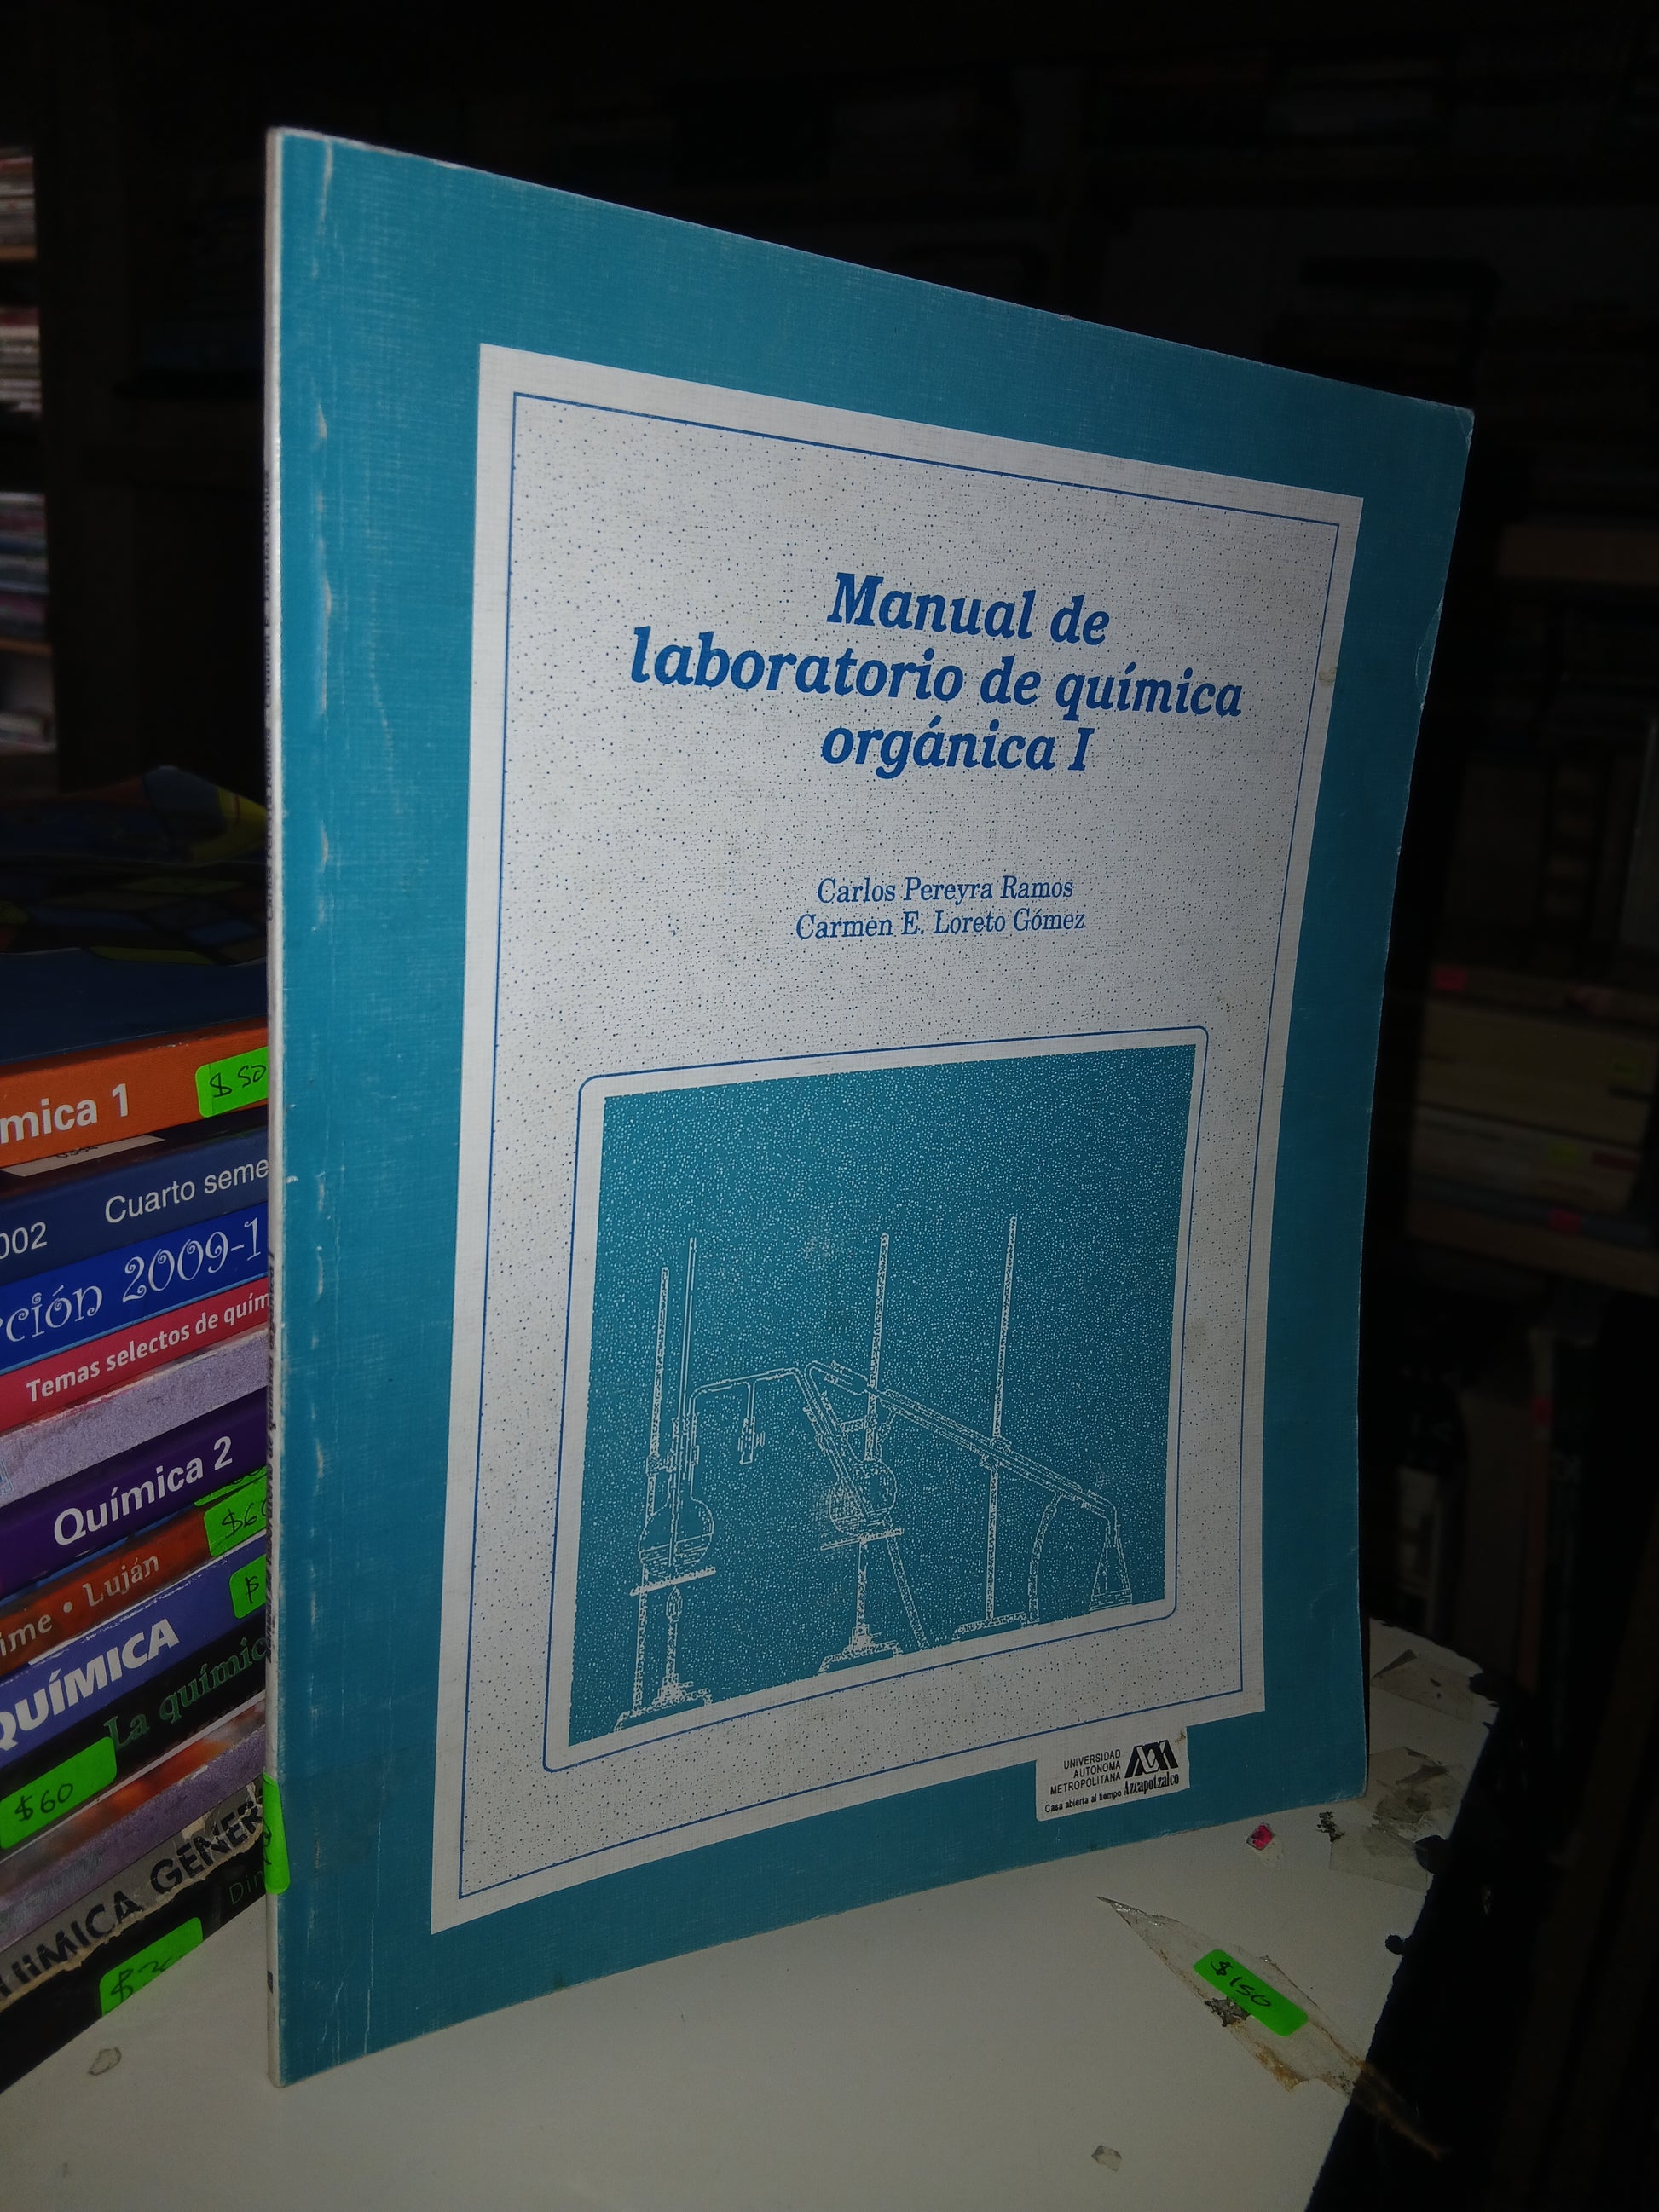 Manual de
laboratorio de química
orgánica I
Carlos Pereyra Ramos
Carmen E. Loreto Gómez
UNIVERSIDAD
AUTONOMA
METROPOLITANA
Casa abierta al tiempo Azcapotzalco
mica 1
$50
002 Cuarto seme
ción 2009-1
Temas selectos de quím
Química 2
$60
ime • Luján
QUÍMICA
La químic
$60
UIMICA GENER
Din
$150